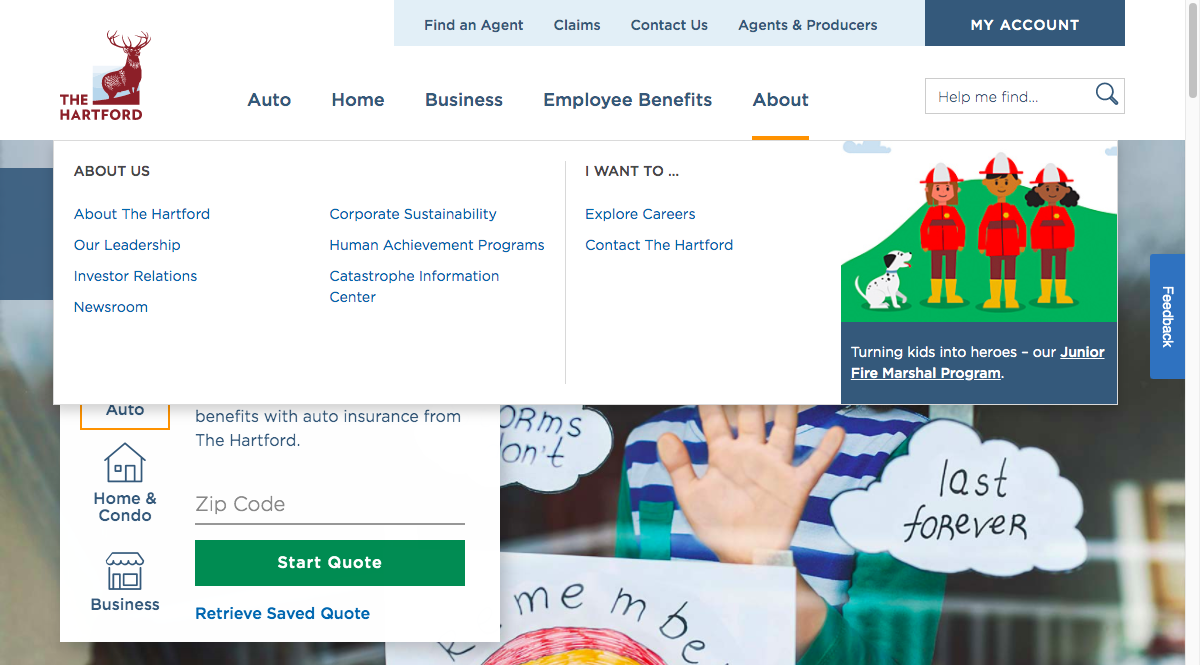 Find an Agent
Claims
Contact Us
Agents & Producers
MY ACCOUNT
THE
HARTFORD
Auto
Home
Business
Employee Benefits
About
Help me find...
ABOUT US
About The Hartford
Our Leadership
Investor Relations
Newsroom
Corporate Sustainability
Human Achievement Programs
Catastrophe Information
Center
I WANT TO ...
Explore Careers
Contact The Hartford
Turning kids into heroes – our Junior
Fire Marshal Program.
Feedback
Auto
Home &
Condo
Business
benefits with auto insurance from
The Hartford.
Zip Code
Start Quote
Retrieve Saved Quote
on't
last
forever